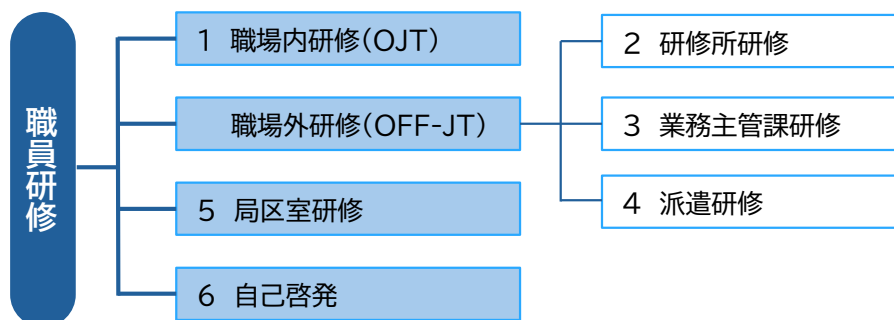 職員研修
1 職場内研修(OJT)
職場外研修(OFF-JT)
2 研修所研修
3 業務主管課研修
4 派遣研修
5 局区室研修
6 自己啓発